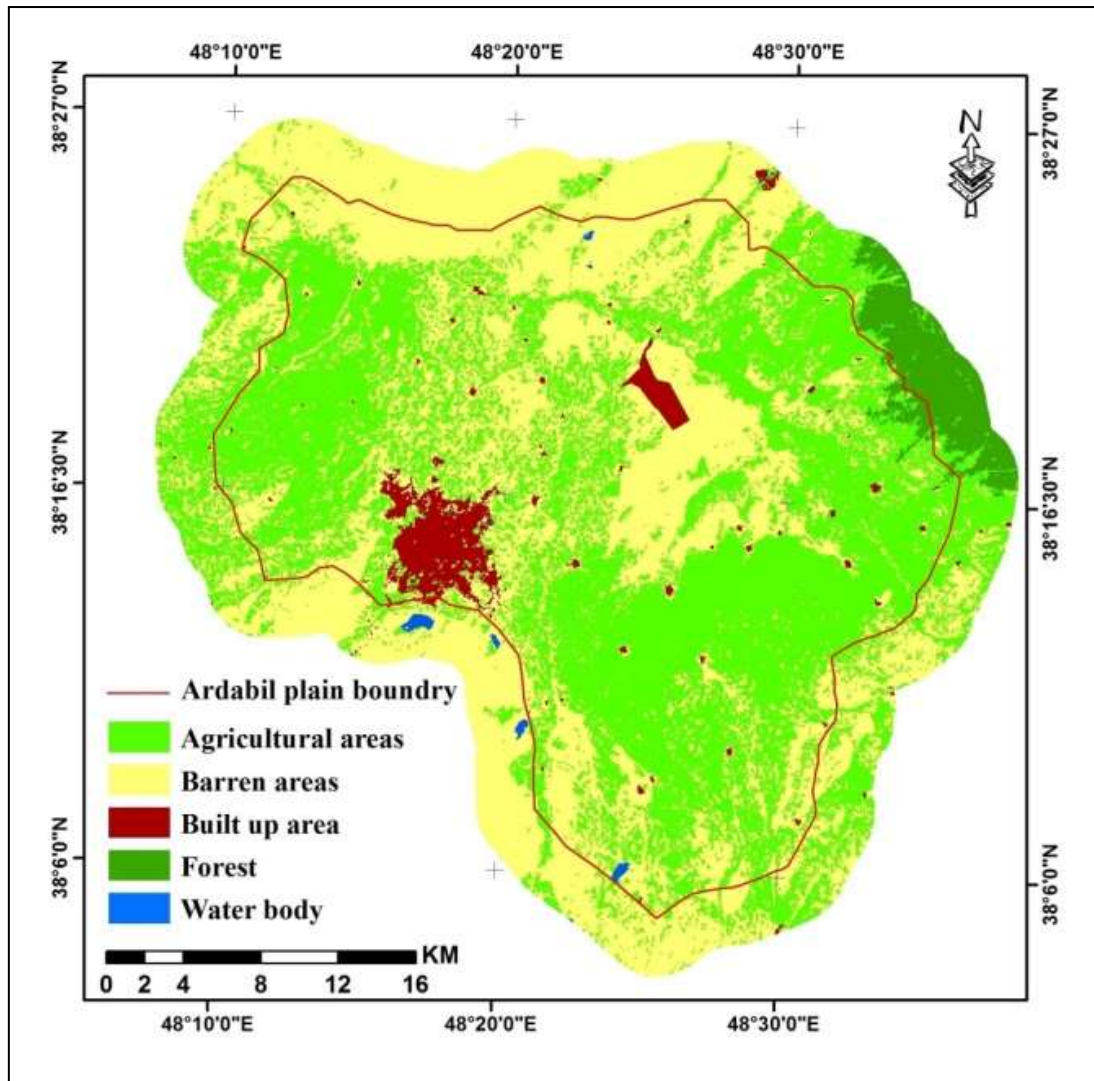 48°10'0"E 48°20'0"E 48°30'0"E
38°27'0"N
38°27'0"N
N
38°16'30"N
38°16'30"N
Ardabil plain boundry
Agricultural areas
Barren areas
Built up area
Forest
Water body
38°6'0"N
38°6'0"N
KM
0 2 4 8 12 16
48°10'0"E 48°20'0"E 48°30'0"E